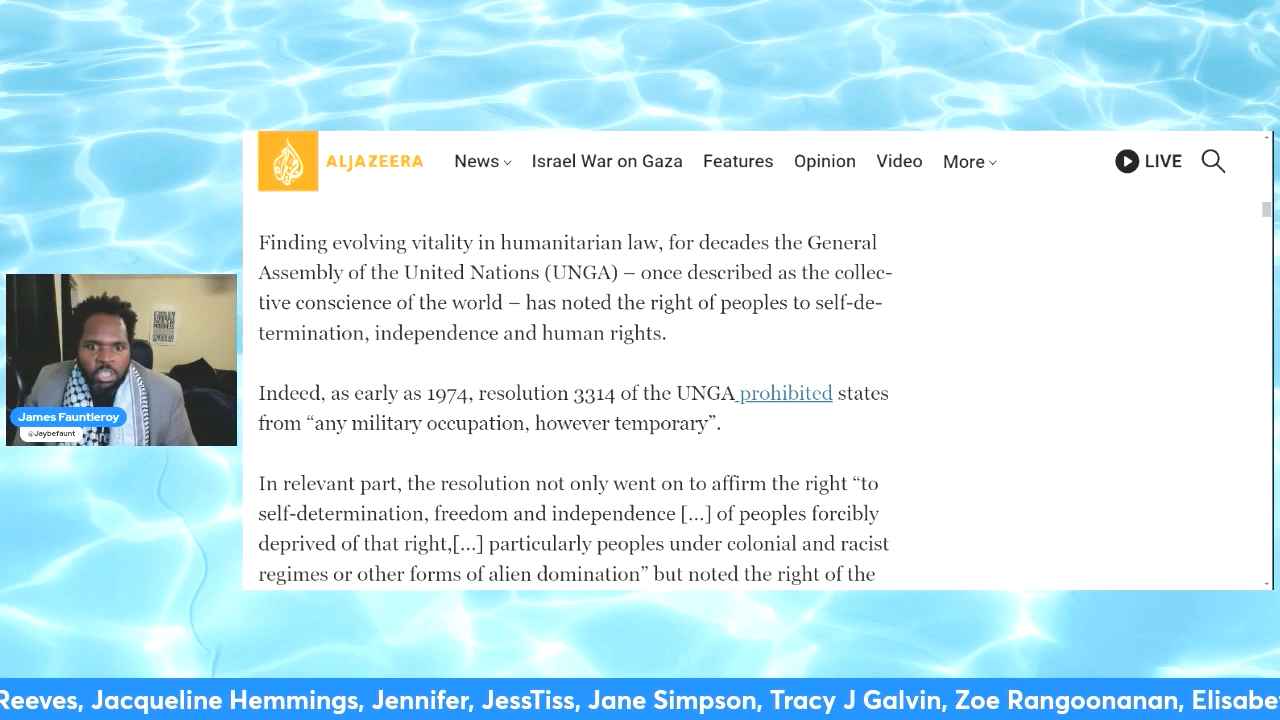 ALJAZEERA
News
Israel War on Gaza
Features
Opinion
Video
More
LIVE
Finding evolving vitality in humanitarian law, for decades the General
Assembly of the United Nations (UNGA) – once described as the collec-
tive conscience of the world – has noted the right of peoples to self-de-
termination, independence and human rights.
Indeed, as early as 1974, resolution 3314 of the UNGA prohibited states
from “any military occupation, however temporary”.
In relevant part, the resolution not only went on to affirm the right “to
self-determination, freedom and independence [...] of peoples forcibly
deprived of that right,[...] particularly peoples under colonial and racist
regimes or other forms of alien domination” but noted the right of the
James Fauntleroy
@Jaybefaunt
Reeves, Jacqueline Hemmings, Jennifer, JessTiss, Jane Simpson, Tracy J Galvin, Zoe Rangoonanan, Elisabe